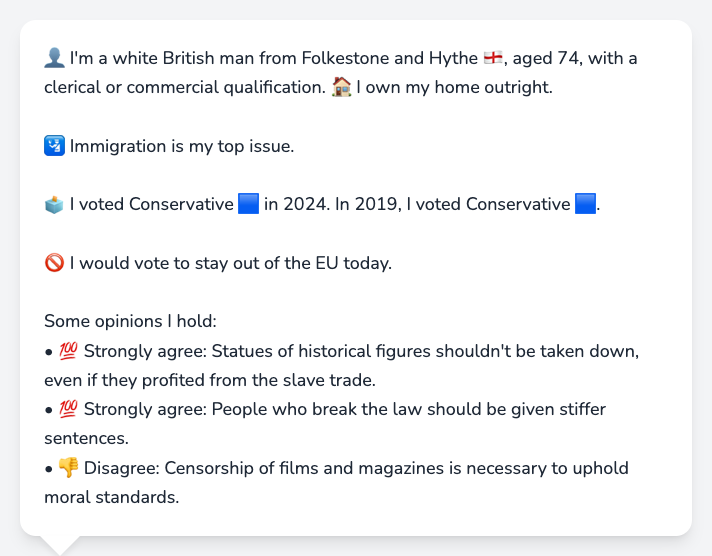 👤 I'm a white British man from Folkestone and Hythe 🏴󠁧󠁢󠁥󠁮󠁧󠁿, aged 74, with a
clerical or commercial qualification. 🏠 I own my home outright.
🛂 Immigration is my top issue.
🗳️ I voted Conservative 🟦 in 2024. In 2019, I voted Conservative 🟦.
🚫 I would vote to stay out of the EU today.
Some opinions I hold:
• 💯 Strongly agree: Statues of historical figures shouldn't be taken down,
even if they profited from the slave trade.
• 💯 Strongly agree: People who break the law should be given stiffer
sentences.
• 👎 Disagree: Censorship of films and magazines is necessary to uphold
moral standards.